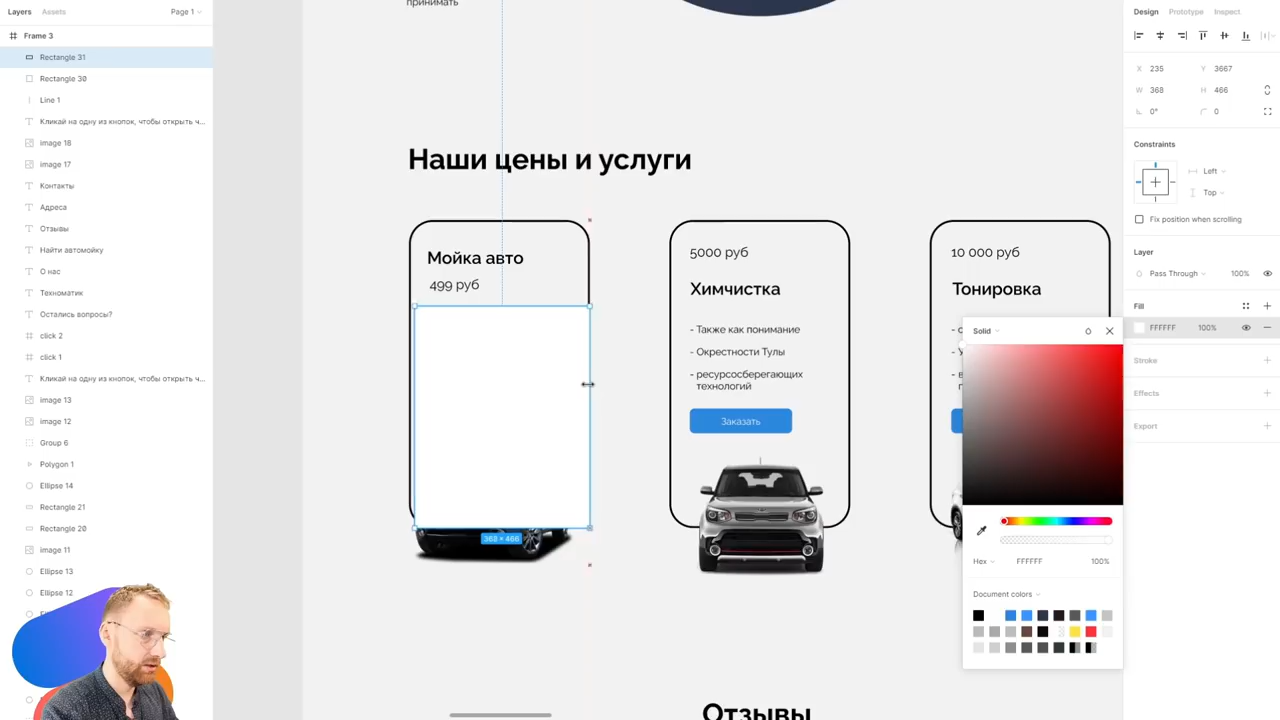 Layers Assets Page 1
Frame 3
Rectangle 31
Rectangle 30
Line 1
Кликай на одну из кнопок, чтобы открыть ч...
image 18
image 17
Контакты
Адреса
Отзывы
Найти автомойку
О нас
Техноматик
Остались вопросы?
click 2
click 1
Кликай на одну из кнопок, чтобы открыть ч...
image 13
image 12
Group 6
Polygon 1
Ellipse 14
Rectangle 21
Rectangle 20
image 11
Ellipse 13
Ellipse 12
принимать
Наши цены и услуги
Мойка авто
499 руб
368 × 466
5000 руб
Химчистка
- Также как понимание
- Окрестности Тулы
- ресурсосберегающих
технологий
Заказать
10 000 руб
Тонировка
Отзывы
Solid
Hex FFFFFF 100%
Document colors
Design Prototype Inspect
X 235 Y 3667
W 368 H 466
0° 0
Constraints
Left
Top
Fix position when scrolling
Layer
Pass Through 100%
Fill
FFFFFF 100%
Stroke
Effects
Export